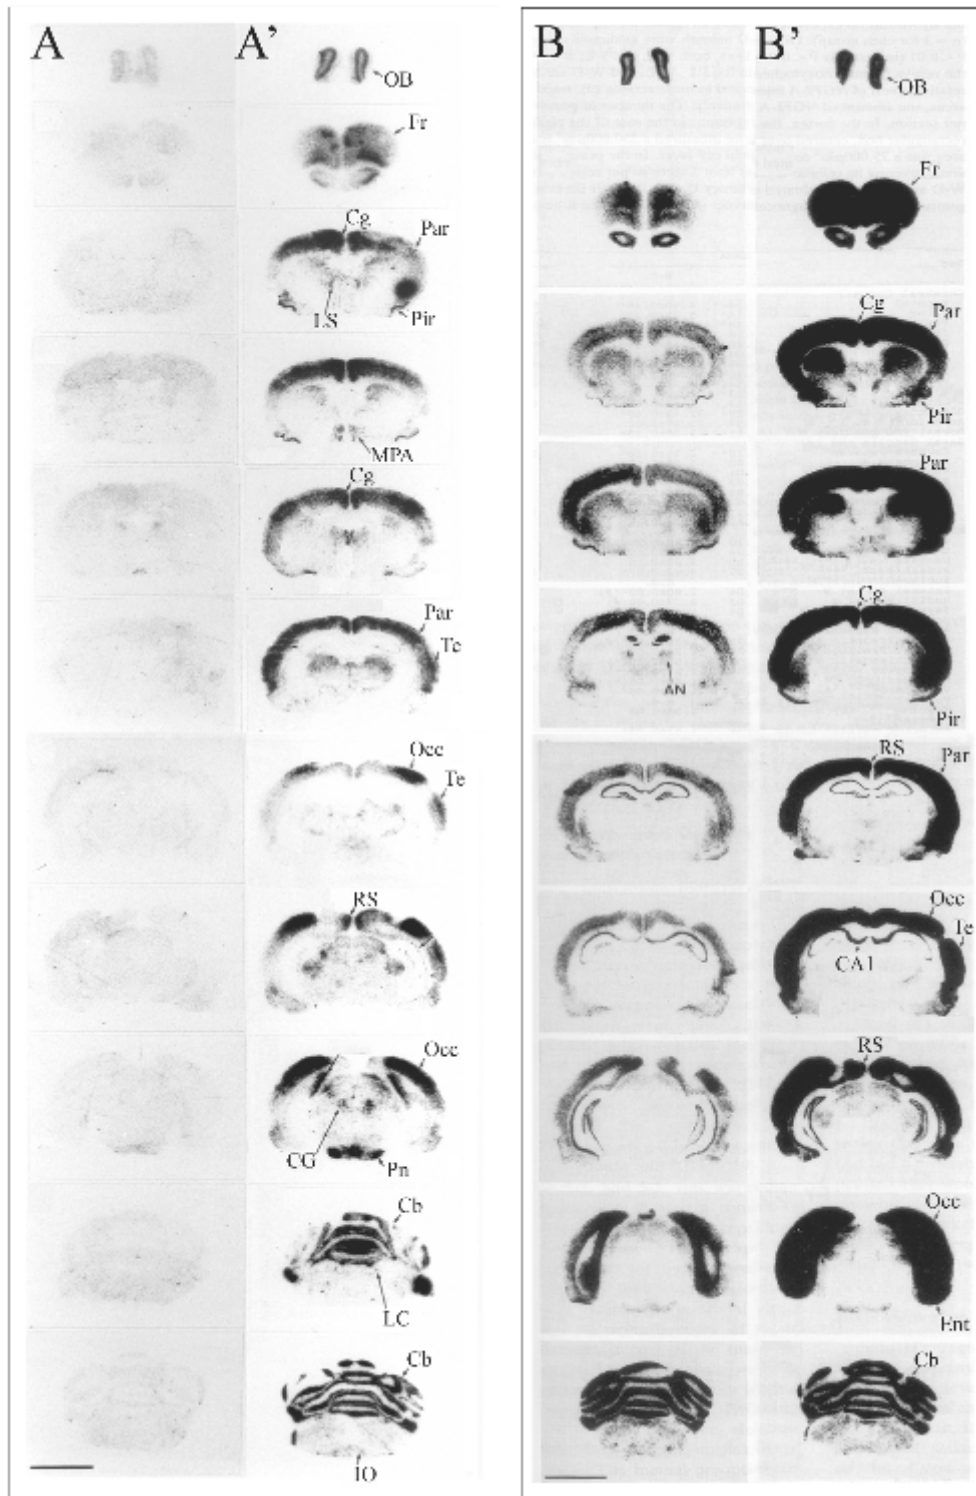 A
A'
OB
Fr
Cg
Par
LS
Pir
MPA
Cg
Par
Te
Occ
Te
RS
Occ
CG
Pn
Cb
LC
Cb
IO
B
B'
OB
Fr
Cg
Par
Pir
Par
Cg
AN
Pir
RS
Par
Occ
Te
CA1
RS
Occ
Ent
Cb